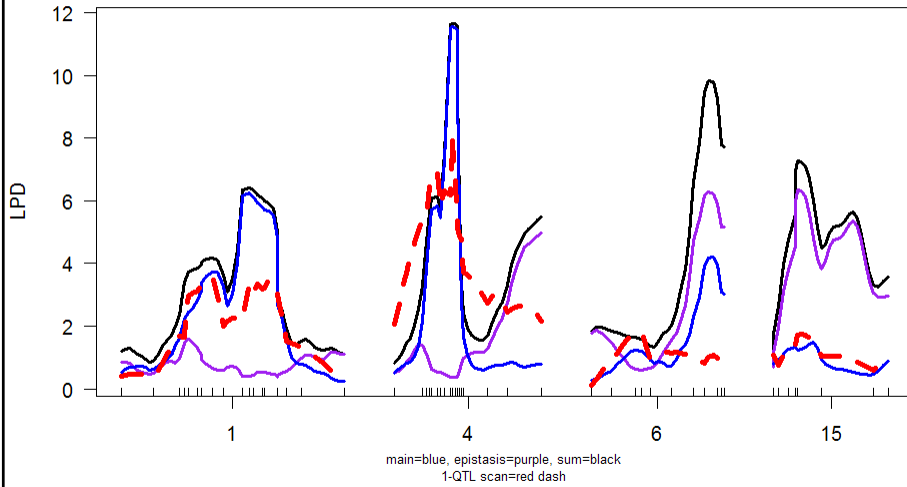 LPD
12
10
8
6
4
2
0
1 4 6 15
main=blue, epistasis=purple, sum=black
1-QTL scan=red dash